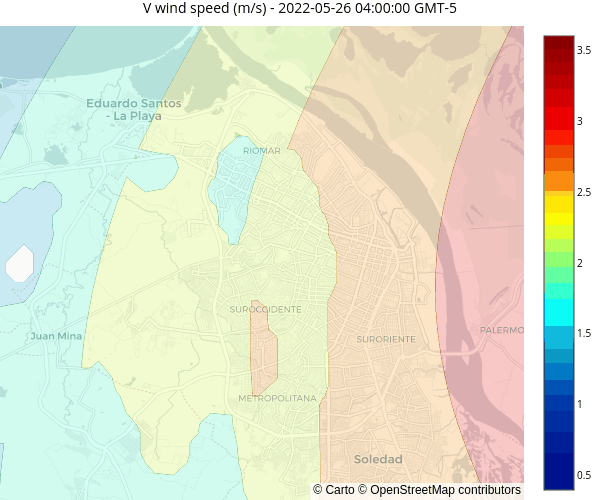 V wind speed (m/s) - 2022-05-26 04:00:00 GMT-5
3.5
Eduardo Santos
- La Playa
3
RIOMAR
2.5
2
SUROCCIDENTE
PALERMO
Juan Mina
SURORIENTE
1.5
METROPOLITANA
1
Soledad
0.5
© Carto © OpenStreetMap contributors